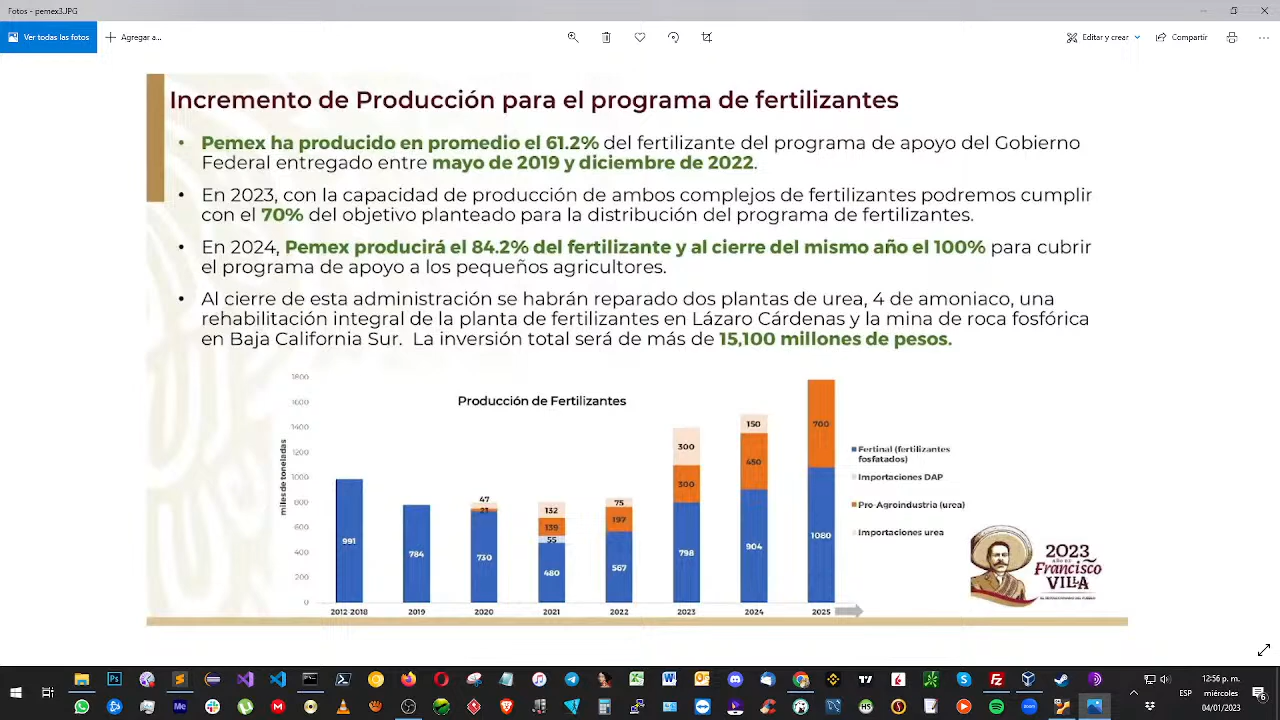 Fotos - pemex3.JPG
Ver todas las fotos
Agregar a...
Editar y crear
Compartir
Incremento de Producción para el programa de fertilizantes
• Pemex ha producido en promedio el 61.2% del fertilizante del programa de apoyo del Gobierno
Federal entregado entre mayo de 2019 y diciembre de 2022.
• En 2023, con la capacidad de producción de ambos complejos de fertilizantes podremos cumplir
con el 70% del objetivo planteado para la distribución del programa de fertilizantes.
• En 2024, Pemex producirá el 84.2% del fertilizante y al cierre del mismo año el 100% para cubrir
el programa de apoyo a los pequeños agricultores.
• Al cierre de esta administración se habrán reparado dos plantas de urea, 4 de amoniaco, una
rehabilitación integral de la planta de fertilizantes en Lázaro Cárdenas y la mina de roca fosfórica
en Baja California Sur. La inversión total será de más de 15,100 millones de pesos.
Producción de Fertilizantes
miles de toneladas
1800
1600
1400
1200
1000
800
600
400
200
0
991
784
47
21
730
132
139
55
480
75
197
567
300
300
798
150
450
904
700
1080
2012-2018 2019 2020 2021 2022 2023 2024 2025
Fertinal (fertilizantes
fosfatados)
Importaciones DAP
Pro-Agroindustria (urea)
Importaciones urea
2023
AÑO DE
Francisco
VILLA
ESP
12:56 p. m.
miércoles
04/01/2023